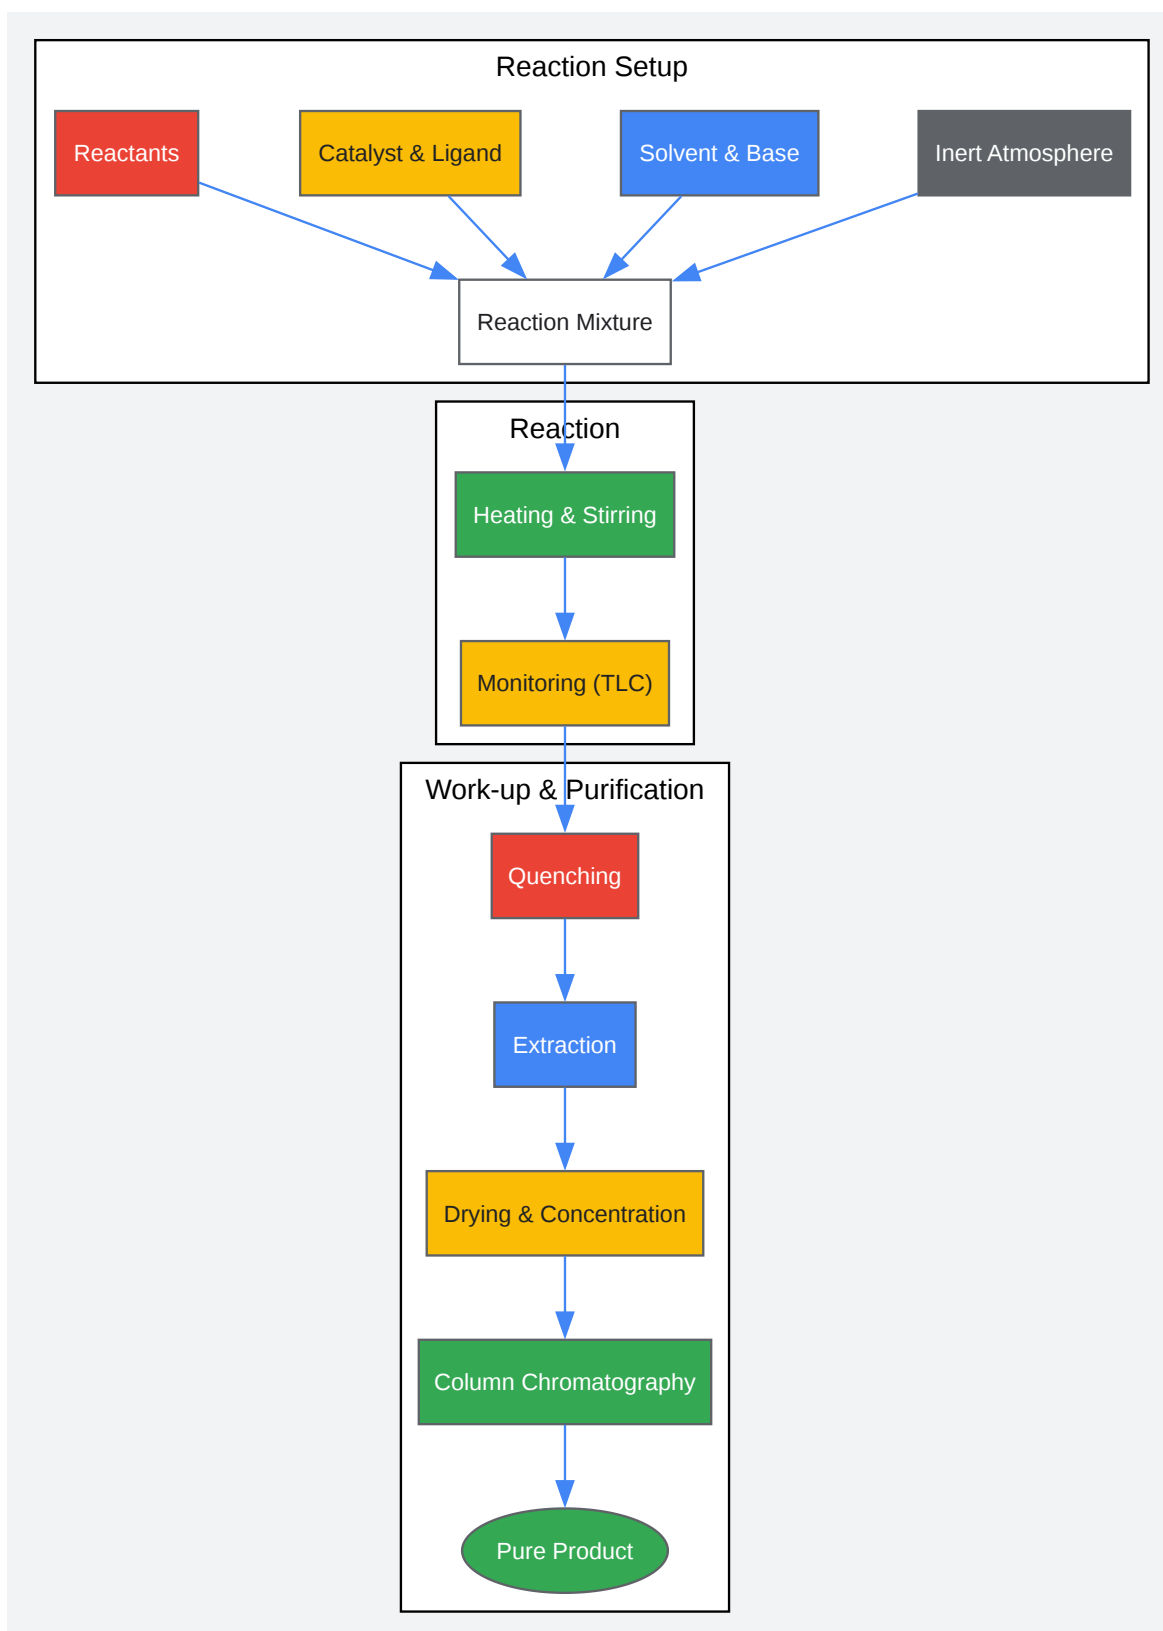 Reaction Setup
Reactants
Catalyst & Ligand
Solvent & Base
Inert Atmosphere
Reaction Mixture
Reaction
Heating & Stirring
Monitoring (TLC)
Work-up & Purification
Quenching
Extraction
Drying & Concentration
Column Chromatography
Pure Product